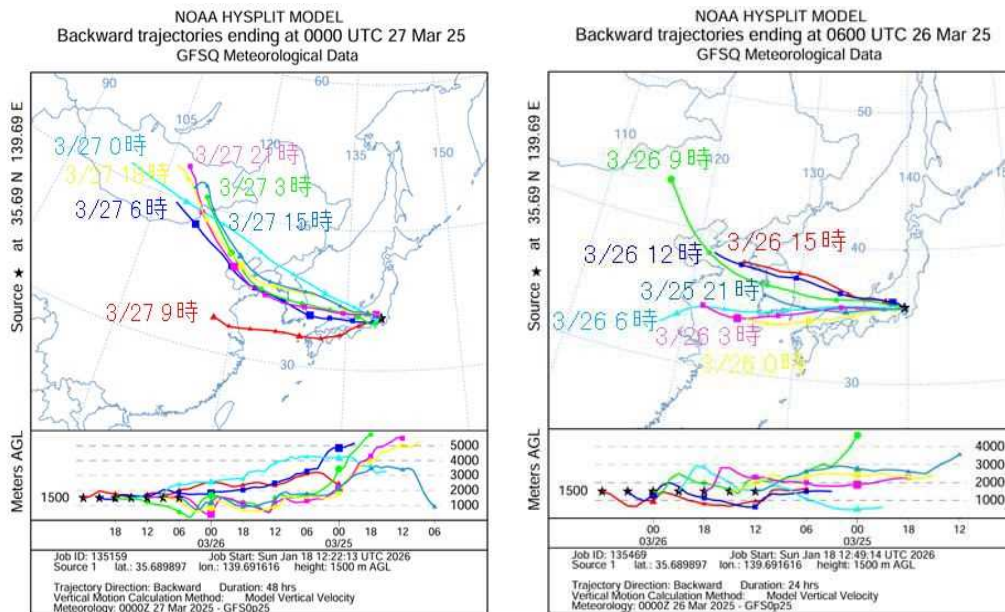 NOAA HYSPLIT MODEL
Backward trajectories ending at 0000 UTC 27 Mar 25
GFSQ Meteorological Data
Source ★ at 35.69 N 139.69 E
90
60
105
120
135
150
3/27 0時
3/27 21時
3/27 18時
3/27 3時
3/27 6時
3/27 15時
3/27 9時
30
Meters AGL
5000
4000
3000
2000
1000
1500
18 12 06 00 18 12 06 00 18 12 06
03/26 03/25
Job ID: 135159 Job Start: Sun Jan 18 12:22:13 UTC 2026
Source 1 lat.: 35.689897 lon.: 139.691616 height: 1500 m AGL
Trajectory Direction: Backward Duration: 48 hrs
Vertical Motion Calculation Method: Model Vertical Velocity
Meteorology: 0000Z 27 Mar 2025 - GFS0p25
NOAA HYSPLIT MODEL
Backward trajectories ending at 0600 UTC 26 Mar 25
GFSQ Meteorological Data
Source ★ at 35.69 N 139.69 E
50
110
120
130
140
150
3/26 9時
3/26 15時
3/26 12時
40
3/25 21時
3/26 6時
3/26 3時
3/26 0時
30
Meters AGL
4000
3000
2000
1000
1500
00 18 12 06 00 18 12
03/26 03/25
Job ID: 135469 Job Start: Sun Jan 18 12:49:14 UTC 2026
Source 1 lat.: 35.689897 lon.: 139.691616 height: 1500 m AGL
Trajectory Direction: Backward Duration: 24 hrs
Vertical Motion Calculation Method: Model Vertical Velocity
Meteorology: 0000Z 26 Mar 2025 - GFS0p25